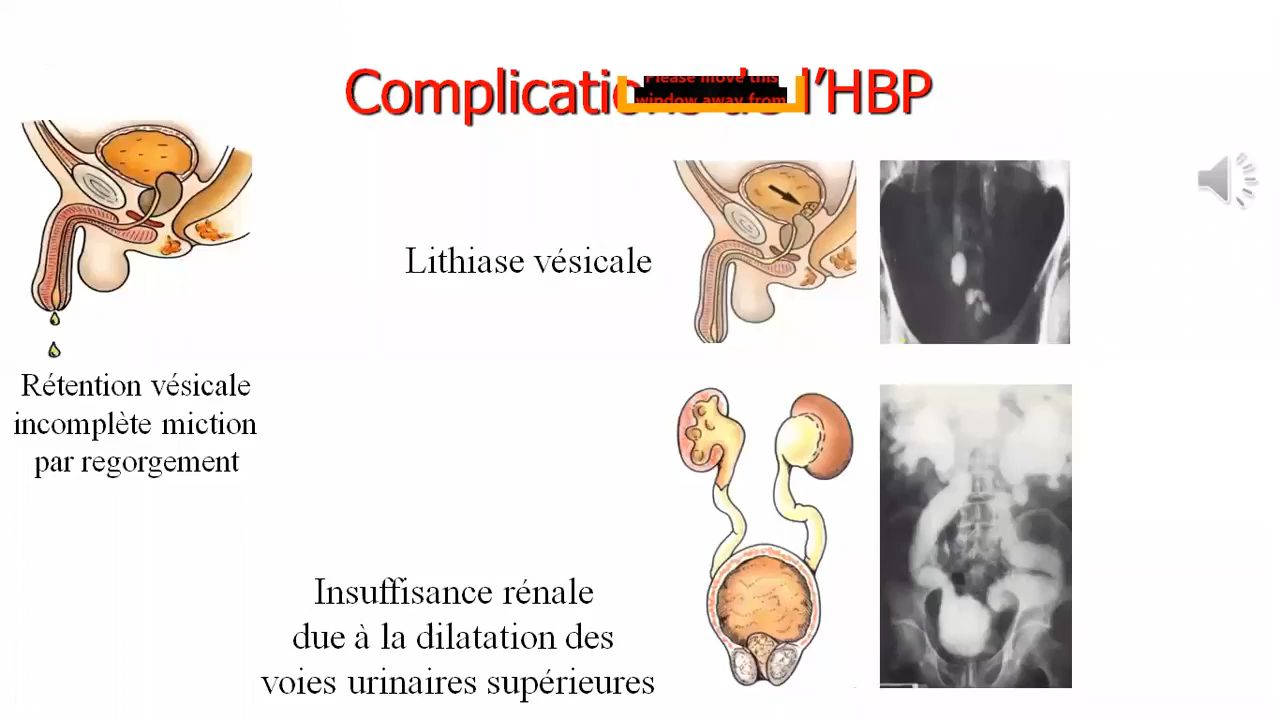 Complicatio l’HBP
Please move this
window away from
Lithiase vésicale
Rétention vésicale
incomplète miction
par regorgement
Insuffisance rénale
due à la dilatation des
voies urinaires supérieures